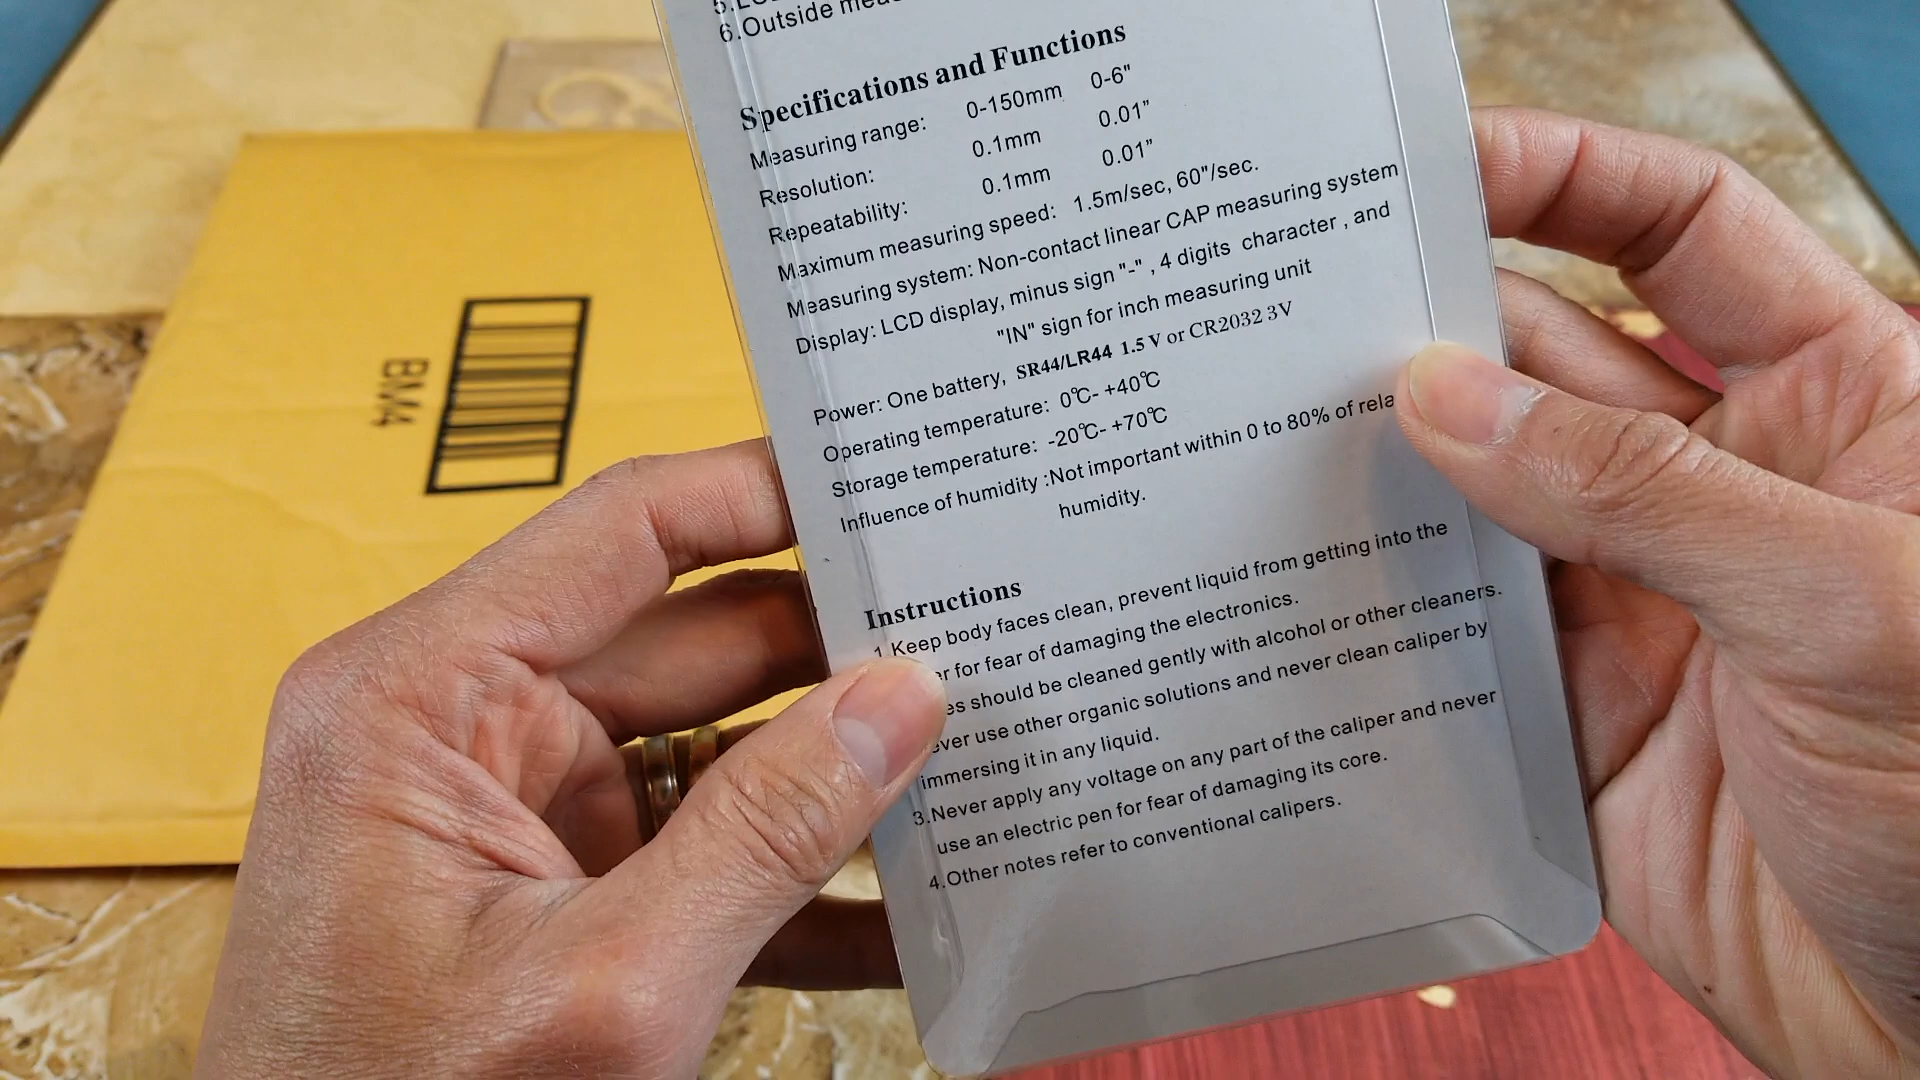 6.Outside
Specifications and Functions
Measuring range: 0-150mm 0-6"
Resolution: 0.1mm 0.01"
Repeatability: 0.1mm 0.01"
Maximum measuring speed: 1.5m/sec, 60"/sec.
Measuring system: Non-contact linear CAP measuring system
Display: LCD display, minus sign "-" , 4 digits character , and
"IN" sign for inch measuring unit
Power: One battery, SR44/LR44 1.5 V or CR2032 3V
Operating temperature: 0℃- +40℃
Storage temperature: -20℃- +70℃
Influence of humidity :Not important within 0 to 80% of rela
humidity.
Instructions
1.Keep body faces clean, prevent liquid from getting into the
er for fear of damaging the electronics.
es should be cleaned gently with alcohol or other cleaners.
ever use other organic solutions and never clean caliper by
immersing it in any liquid.
3.Never apply any voltage on any part of the caliper and never
use an electric pen for fear of damaging its core.
4.Other notes refer to conventional calipers.
BM4